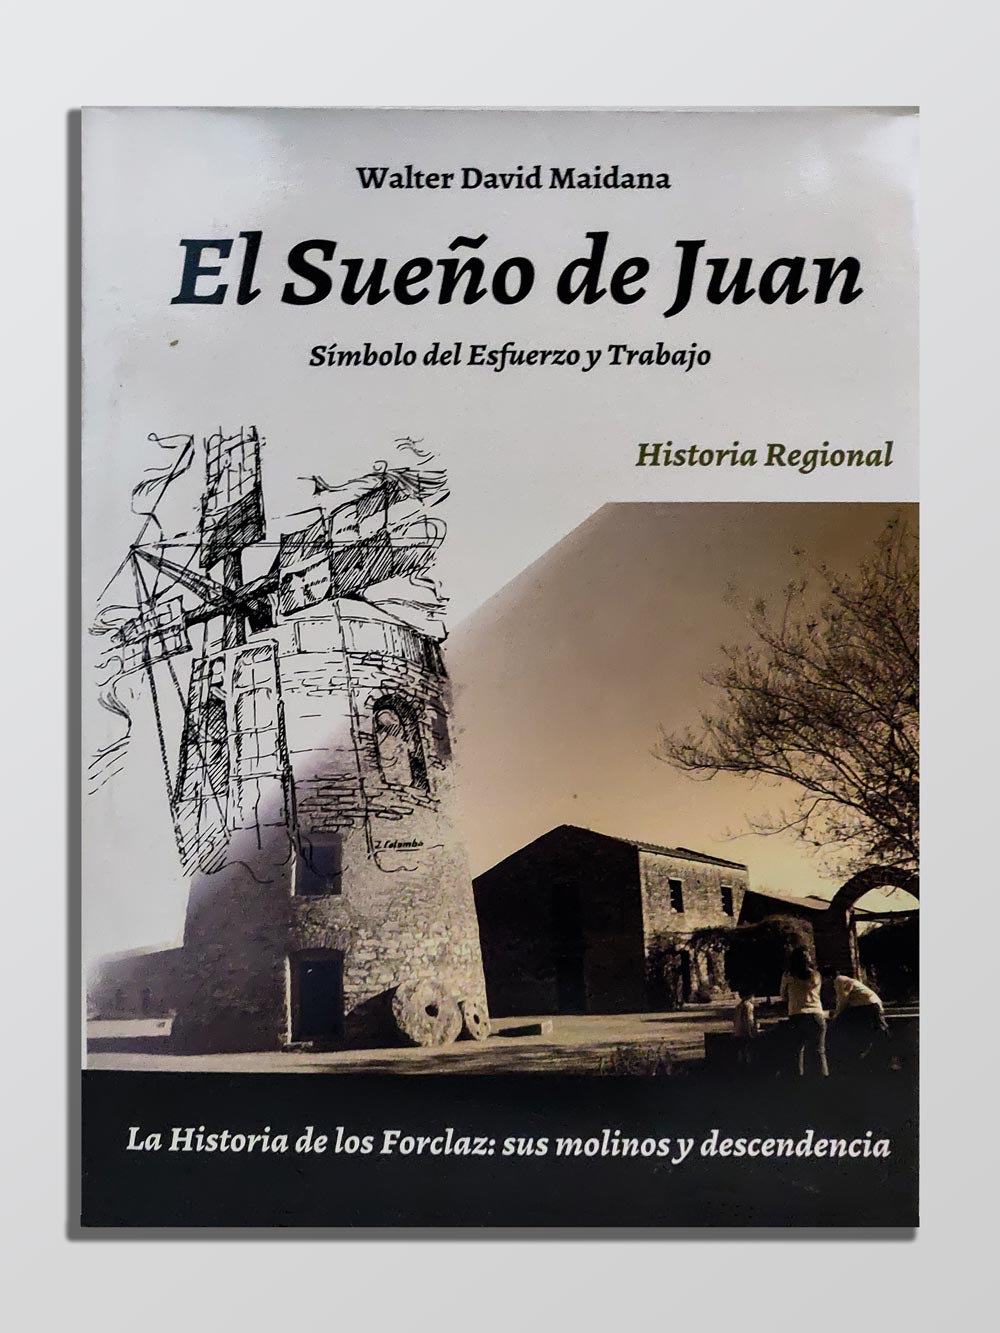 Walter David Maidana
El Sueño de Juan
Símbolo del Esfuerzo y Trabajo
Historia Regional
Z. Colombo
La Historia de los Forclaz: sus molinos y descendencia